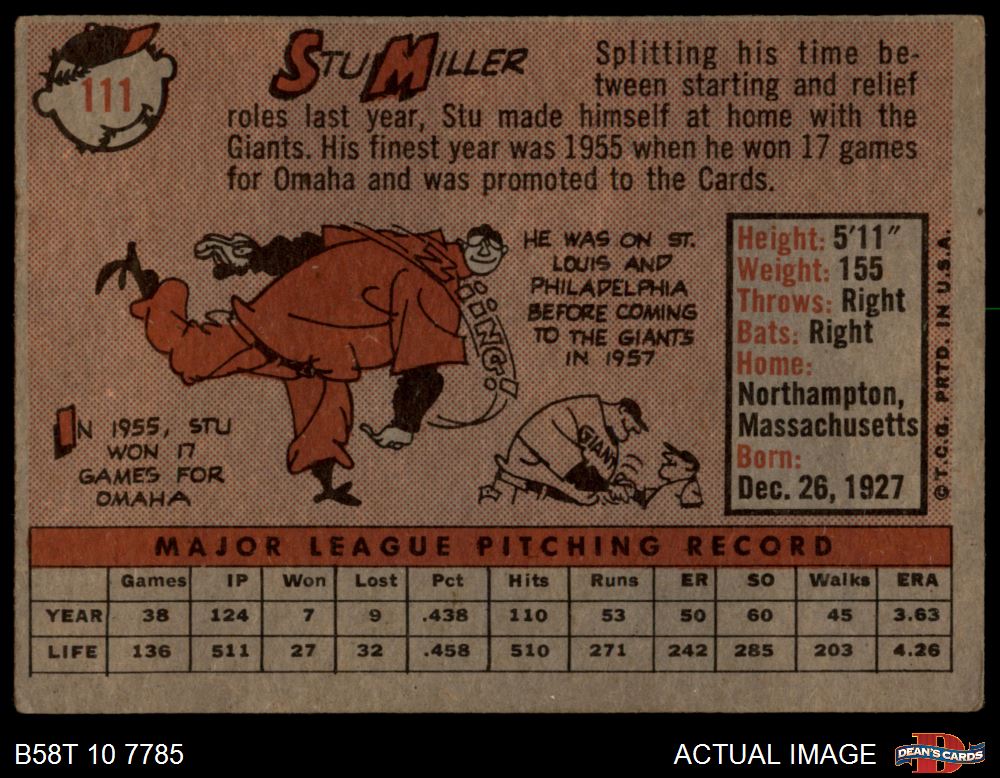 111
STU MILLER
Splitting his time be-
tween starting and relief
roles last year, Stu made himself at home with the
Giants. His finest year was 1955 when he won 17 games
for Omaha and was promoted to the Cards.
HE WAS ON ST.
LOUIS AND
PHILADELPHIA
BEFORE COMING
TO THE GIANTS
IN 1957
ZIIING!
IN 1955, STU
WON 17
GAMES FOR
OMAHA
GIANT
Height: 5'11"
Weight: 155
Throws: Right
Bats: Right
Home:
Northampton,
Massachusetts
Born:
Dec. 26, 1927
© T.C.G. PRTD. IN U.S.A.
MAJOR LEAGUE PITCHING RECORD
Games IP Won Lost Pct Hits Runs ER SO Walks ERA
YEAR 38 124 7 9 .438 110 53 50 60 45 3.63
LIFE 136 511 27 32 .458 510 271 242 285 203 4.26
B58T 10 7785
ACTUAL IMAGE
DEAN'S CARDS